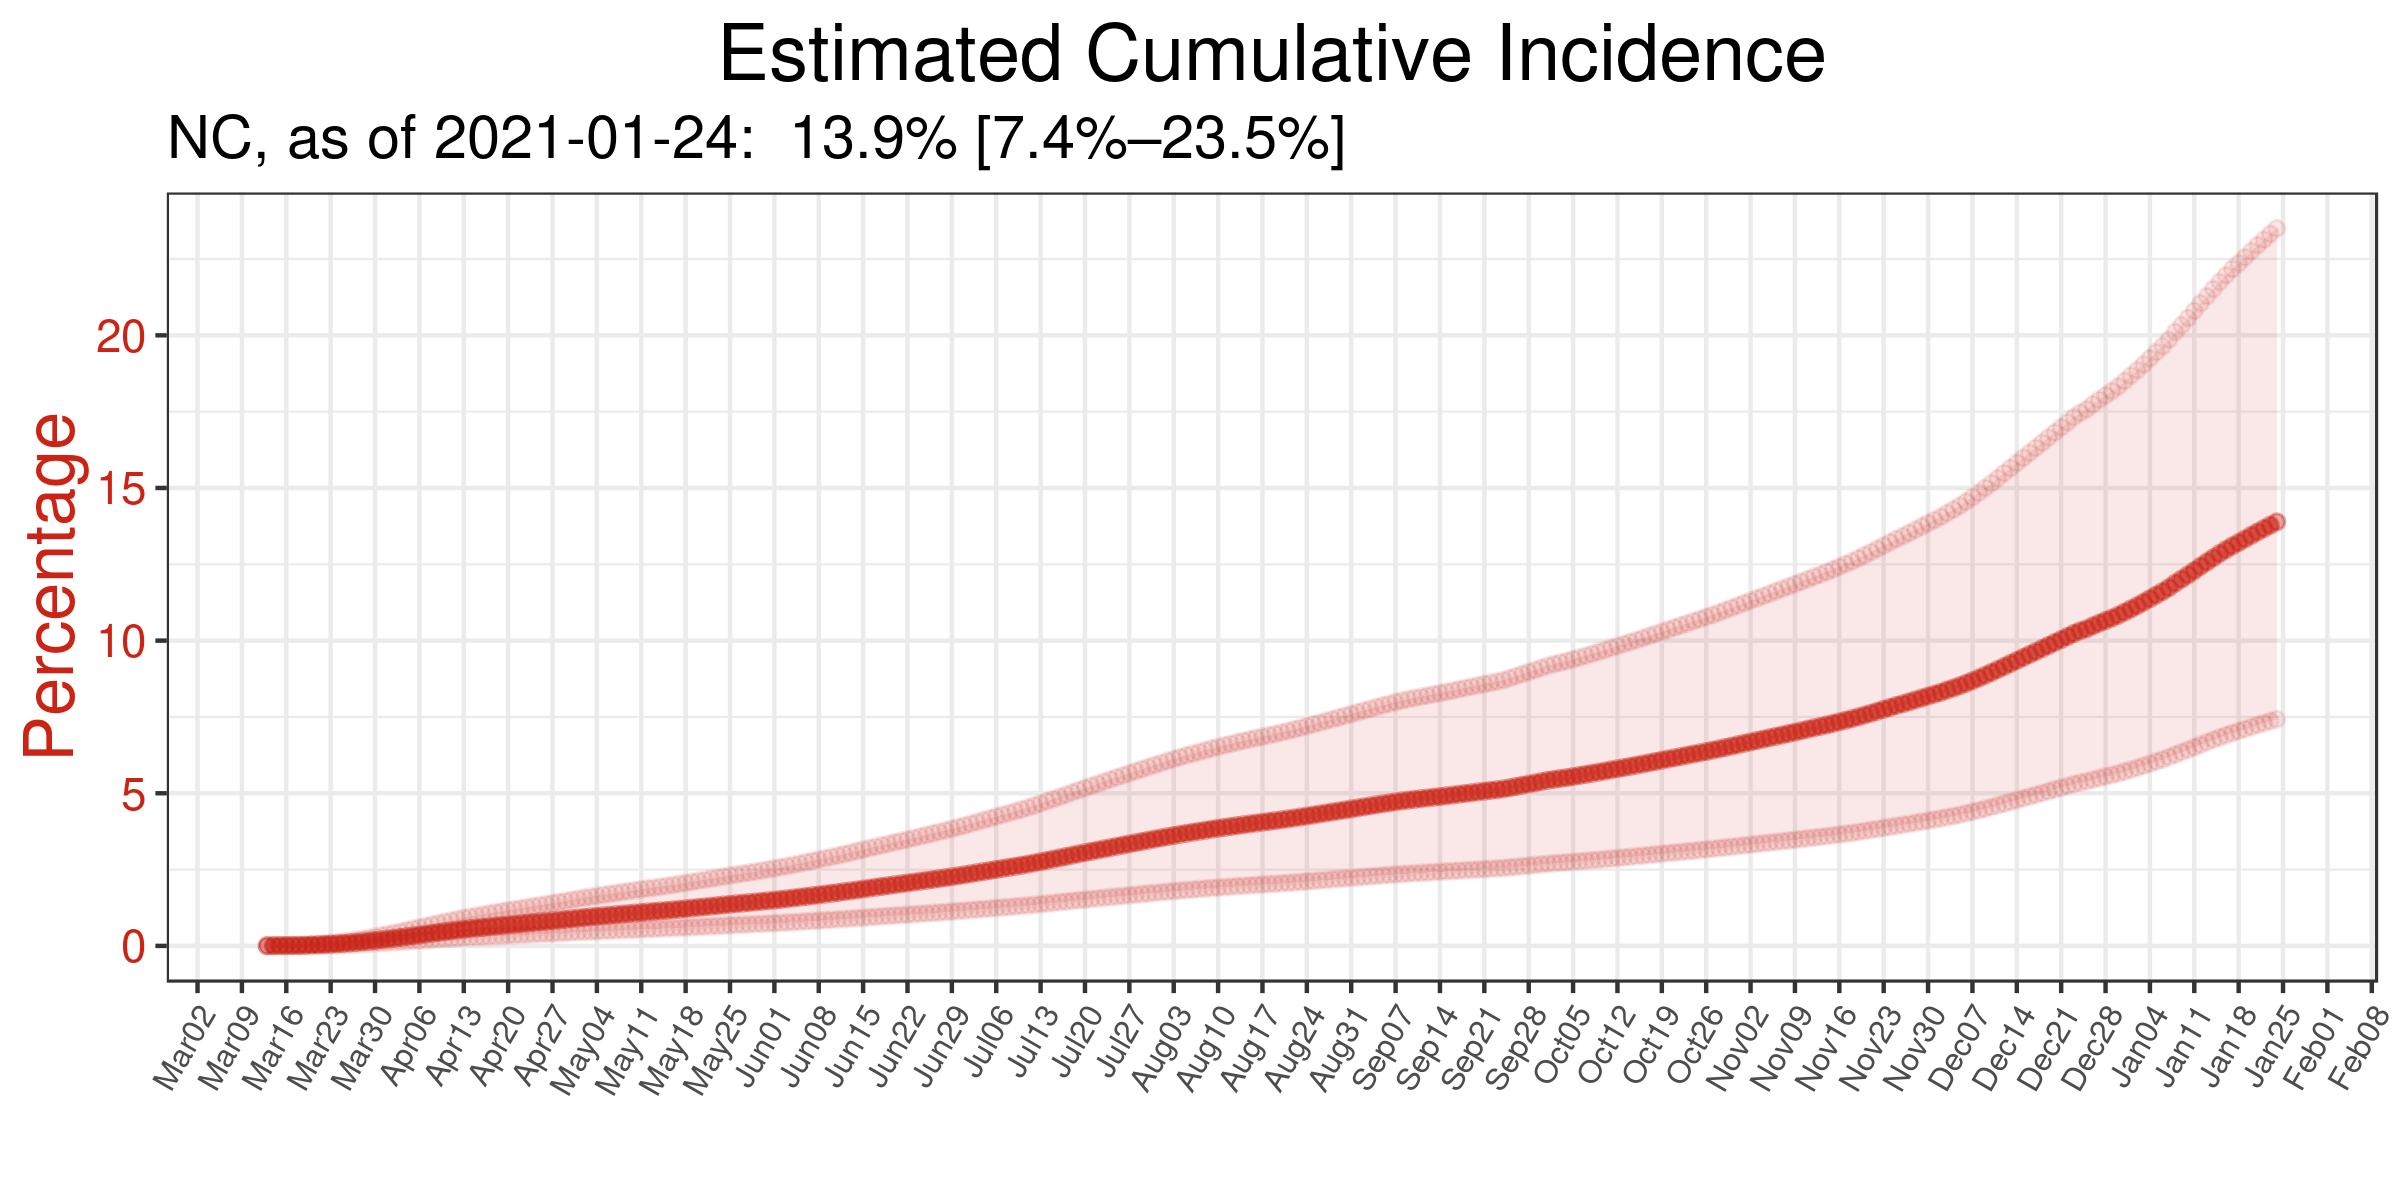 Estimated Cumulative Incidence
NC, as of 2021-01-24:  13.9% [7.4%–23.5%]
Percentage
20
15
10
5
0
Mar02
Mar09
Mar16
Mar23
Mar30
Apr06
Apr13
Apr20
Apr27
May04
May11
May18
May25
Jun01
Jun08
Jun15
Jun22
Jun29
Jul06
Jul13
Jul20
Jul27
Aug03
Aug10
Aug17
Aug24
Aug31
Sep07
Sep14
Sep21
Sep28
Oct05
Oct12
Oct19
Oct26
Nov02
Nov09
Nov16
Nov23
Nov30
Dec07
Dec14
Dec21
Dec28
Jan04
Jan11
Jan18
Jan25
Feb01
Feb08